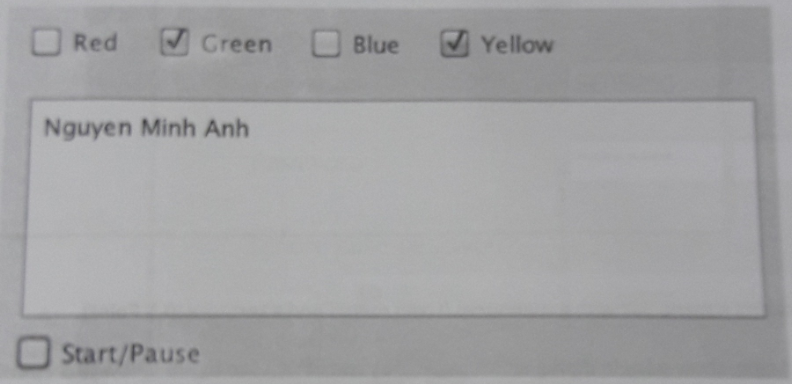 Red Green Blue Yellow
Nguyen Minh Anh
Start/Pause